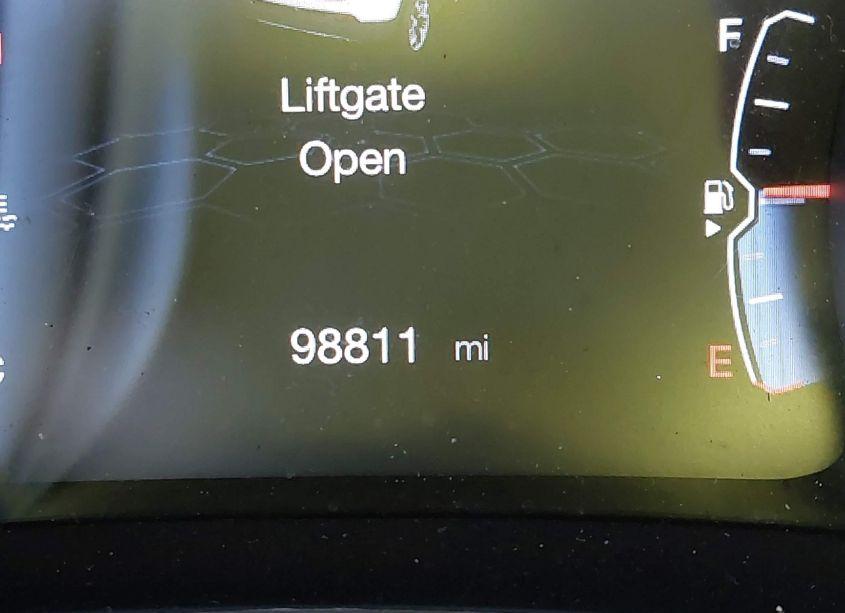 F
Liftgate
Open
98811 mi
E